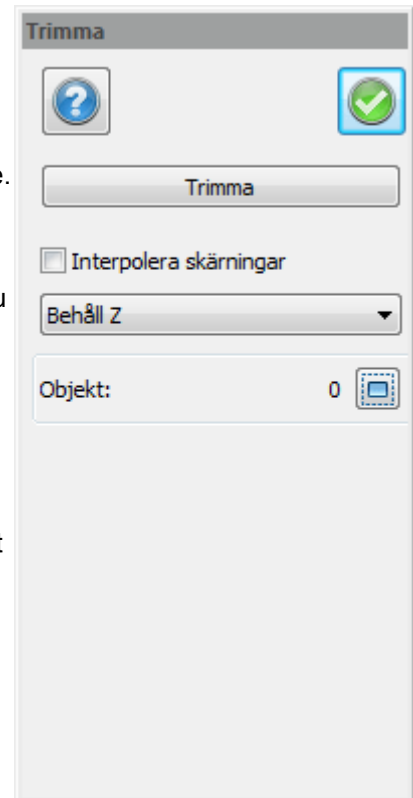 Trimma
e.
Trimma
Interpolera skärningar
u
Behåll Z
Objekt: 0
t